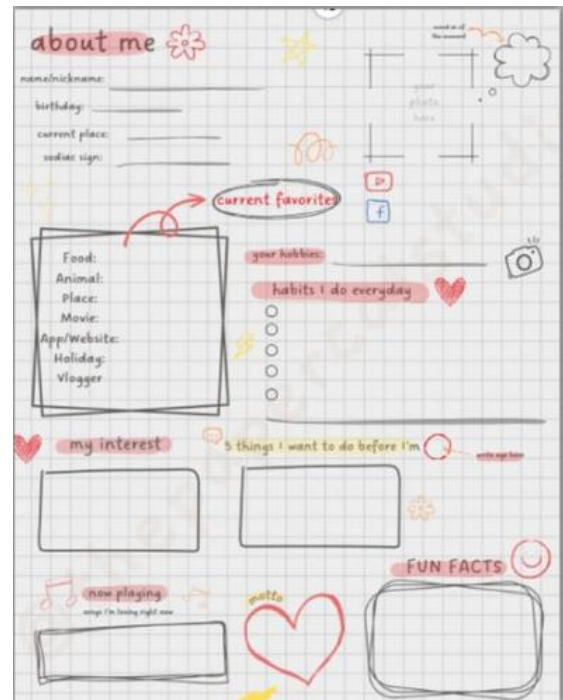 about me
mood rn of
the moment
name/nickname:
your
photo
here
birthday:
current place:
zodiac sign:
current favorites
f
Food:
Animal:
Place:
Movie:
App/Website:
Holiday:
Vlogger
your hobbies:
habits I do everyday
my interest
5 things I want to do before I'm
write age here
FUN FACTS
now playing
songs I'm loving right now
motto